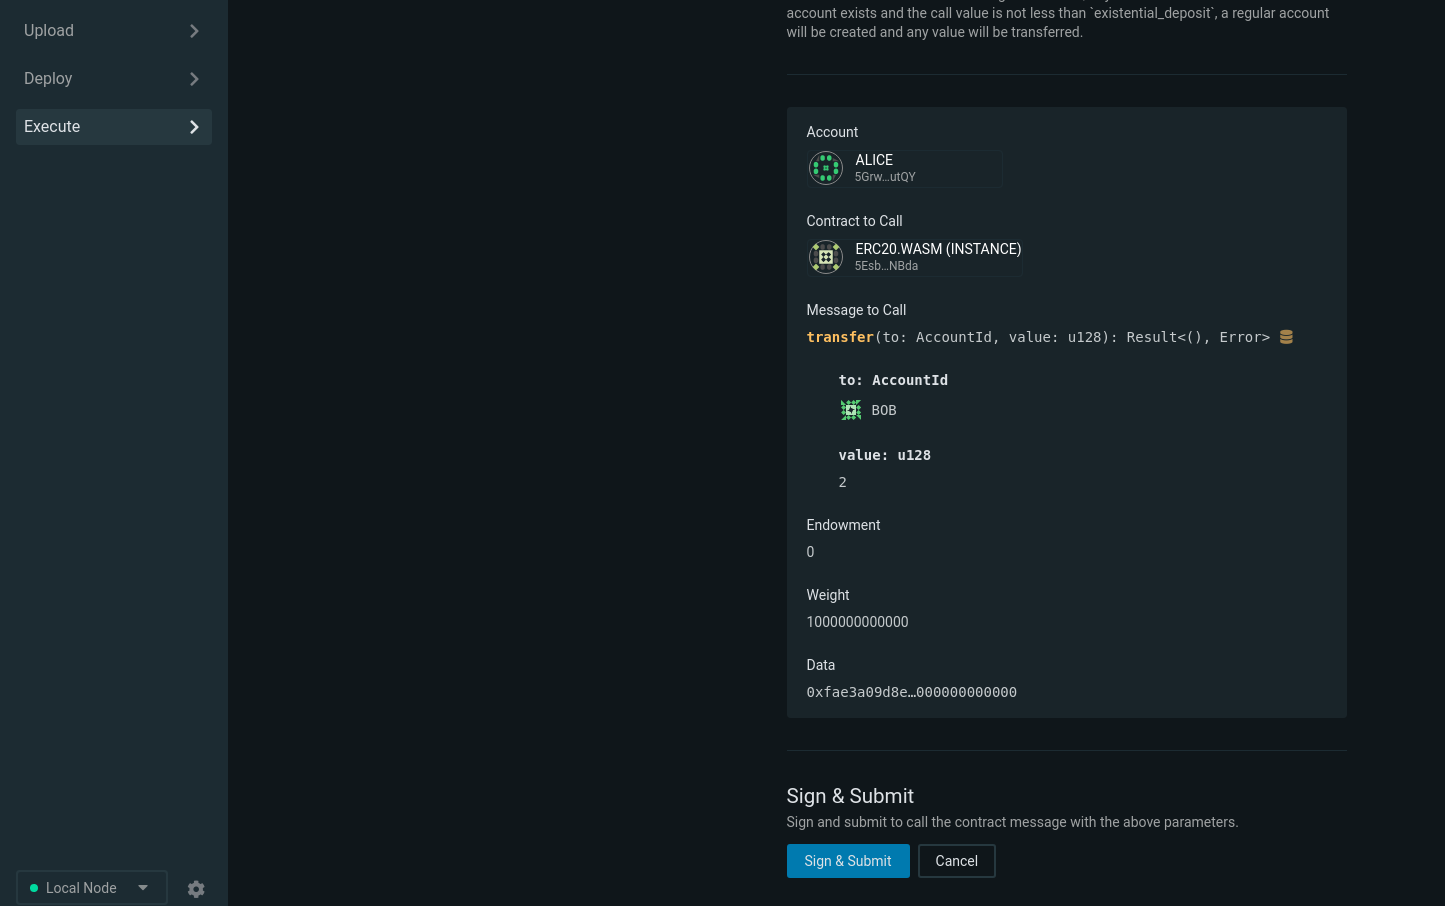 Upload
Deploy
Execute
Local Node
account exists and the call value is not less than `existential_deposit`, a regular account
will be created and any value will be transferred.
Account
ALICE
5Grw…utQY
Contract to Call
ERC20.WASM (INSTANCE)
5Esb…NBda
Message to Call
transfer(to: AccountId, value: u128): Result<(), Error>
to: AccountId
BOB
value: u128
2
Endowment
0
Weight
1000000000000
Data
0xfae3a09d8e…000000000000
Sign & Submit
Sign and submit to call the contract message with the above parameters.
Sign & Submit
Cancel